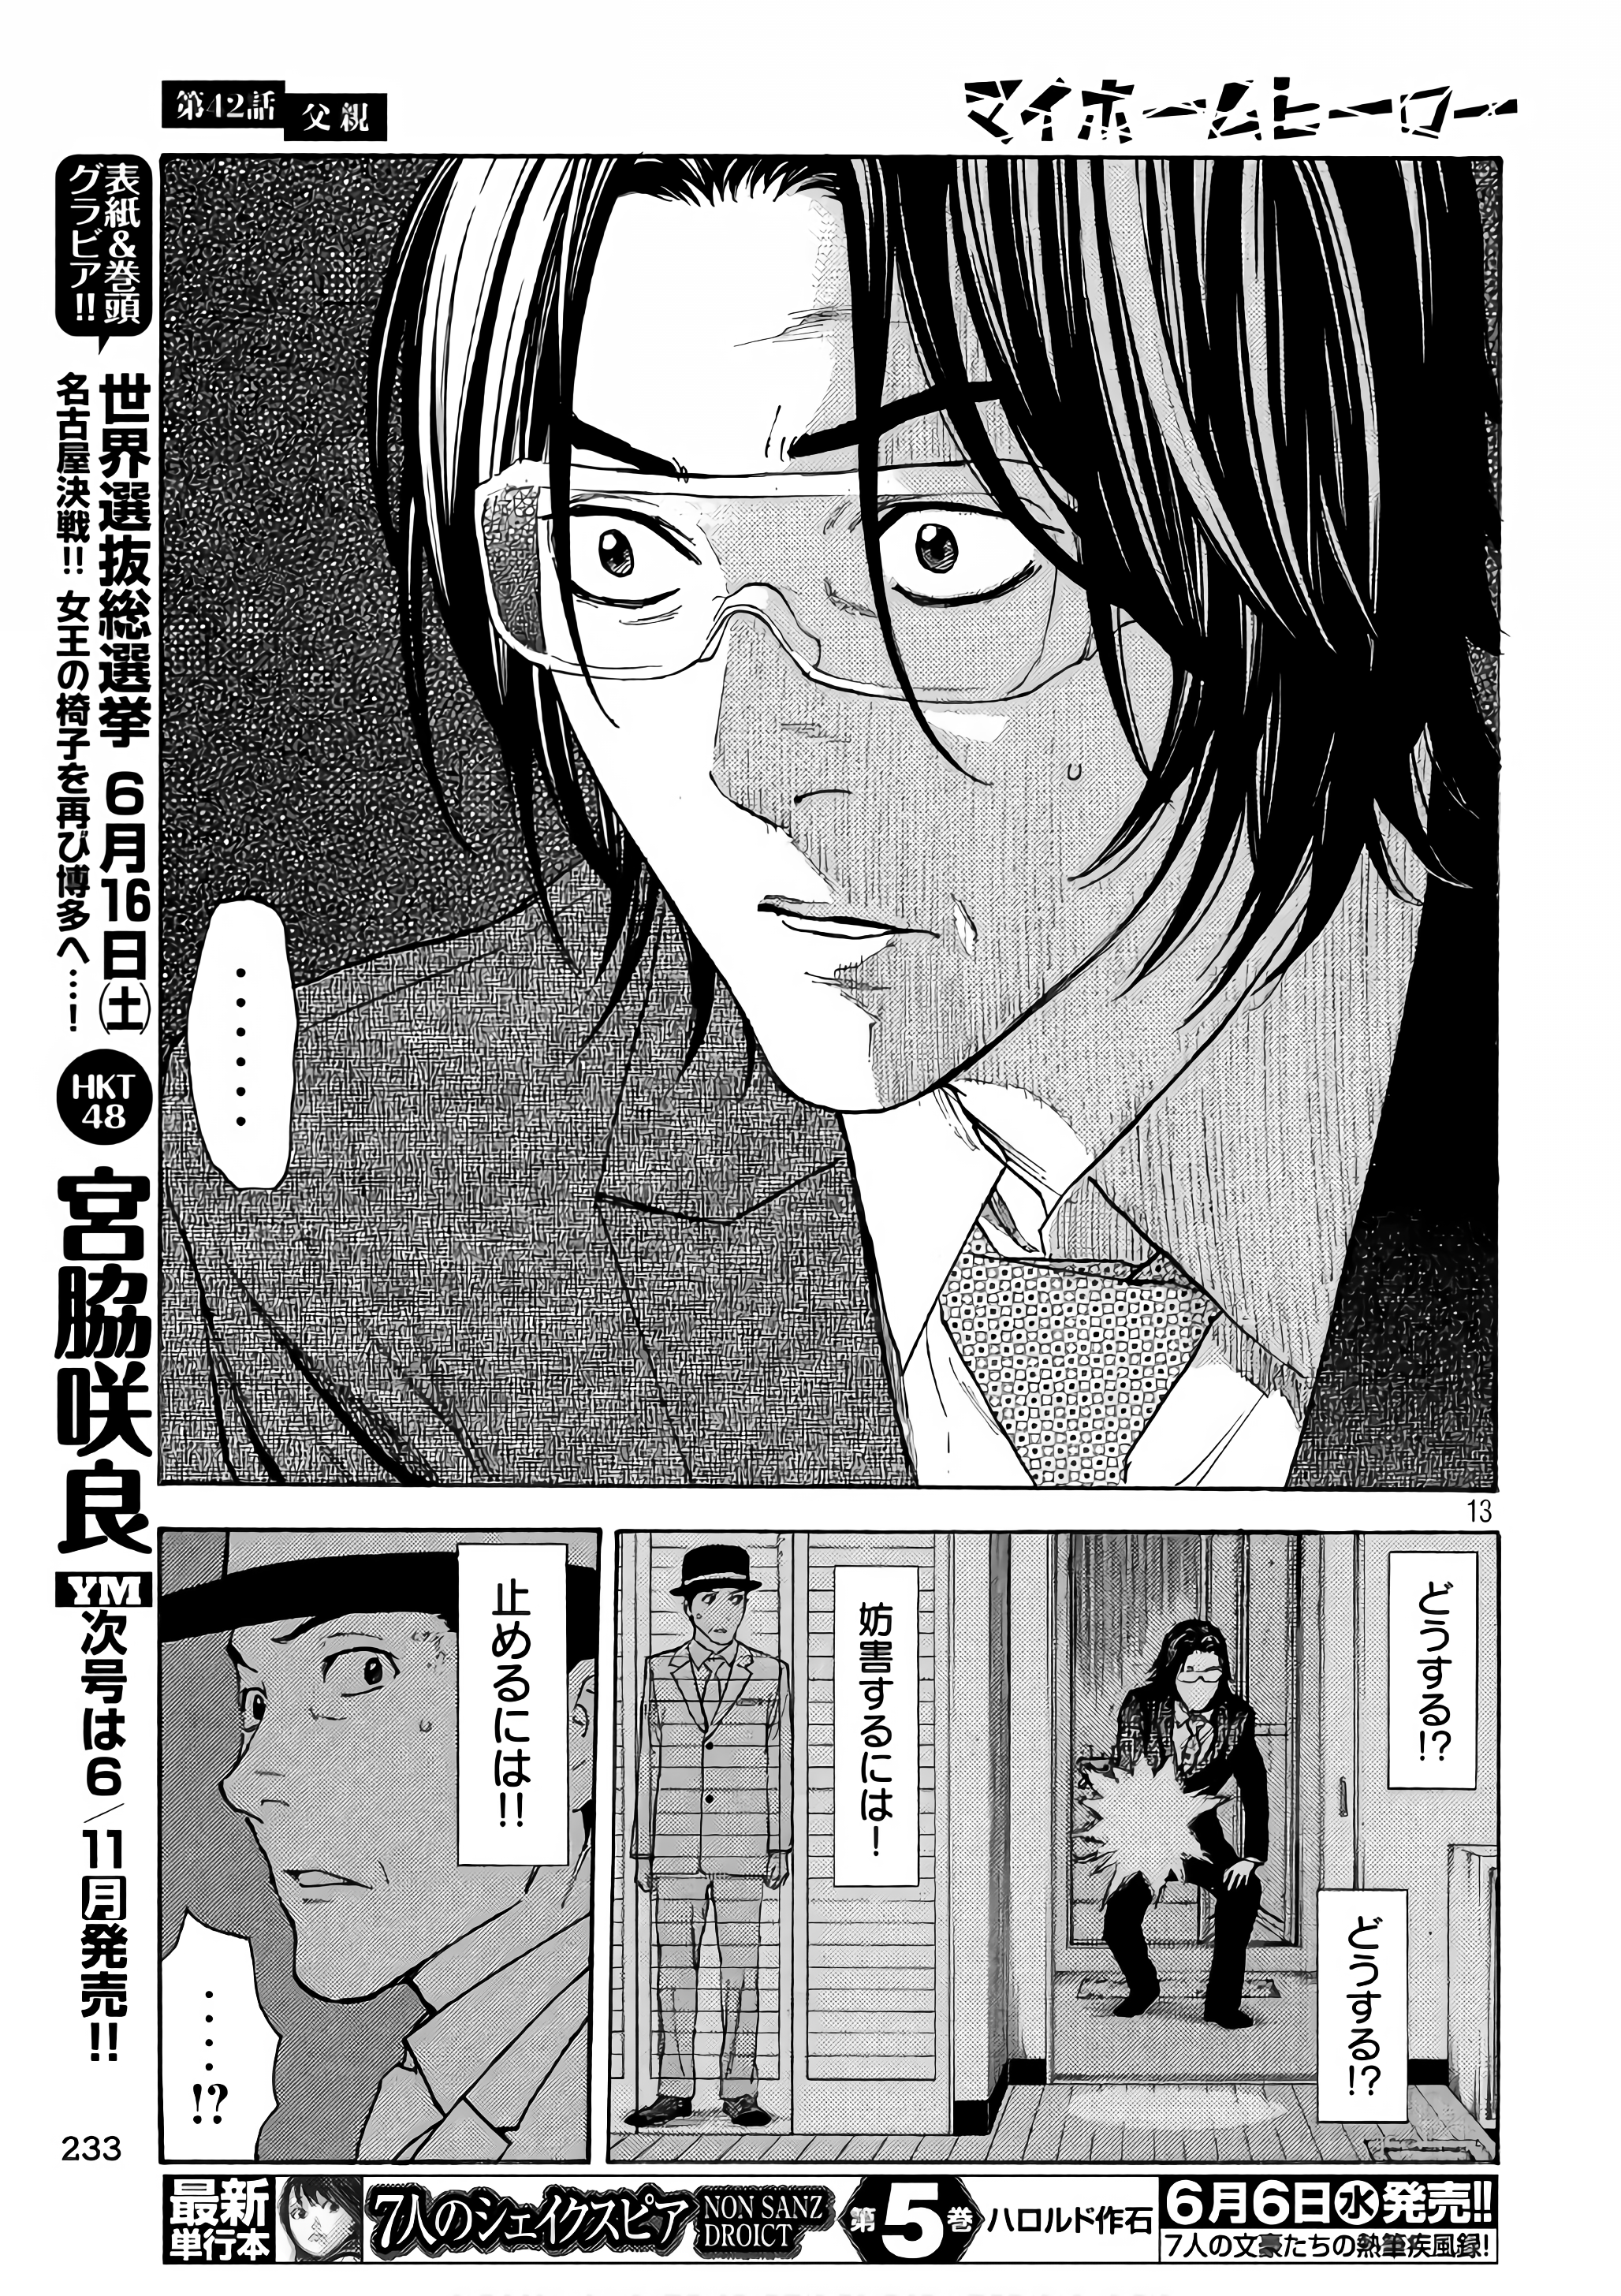 マイホームヒーロー
第42話
父親
‥‥‥
13
どうする!?
どうする!?
妨害するには!
止めるには!!
‥‥!?
表紙&巻頭
グラビア!!
世界選抜総選挙 6月16日(土)
名古屋決戦!! 女王の椅子を再び博多へ…!
HKT
48
宮脇咲良
YM
次号は6/11月発売!!
233
最新
単行本
7人のシェイクスピア
NON SANZ
DROICT
第5巻
ハロルド作石
6月6日水発売!!
7人の文豪たちの熱筆疾風録!